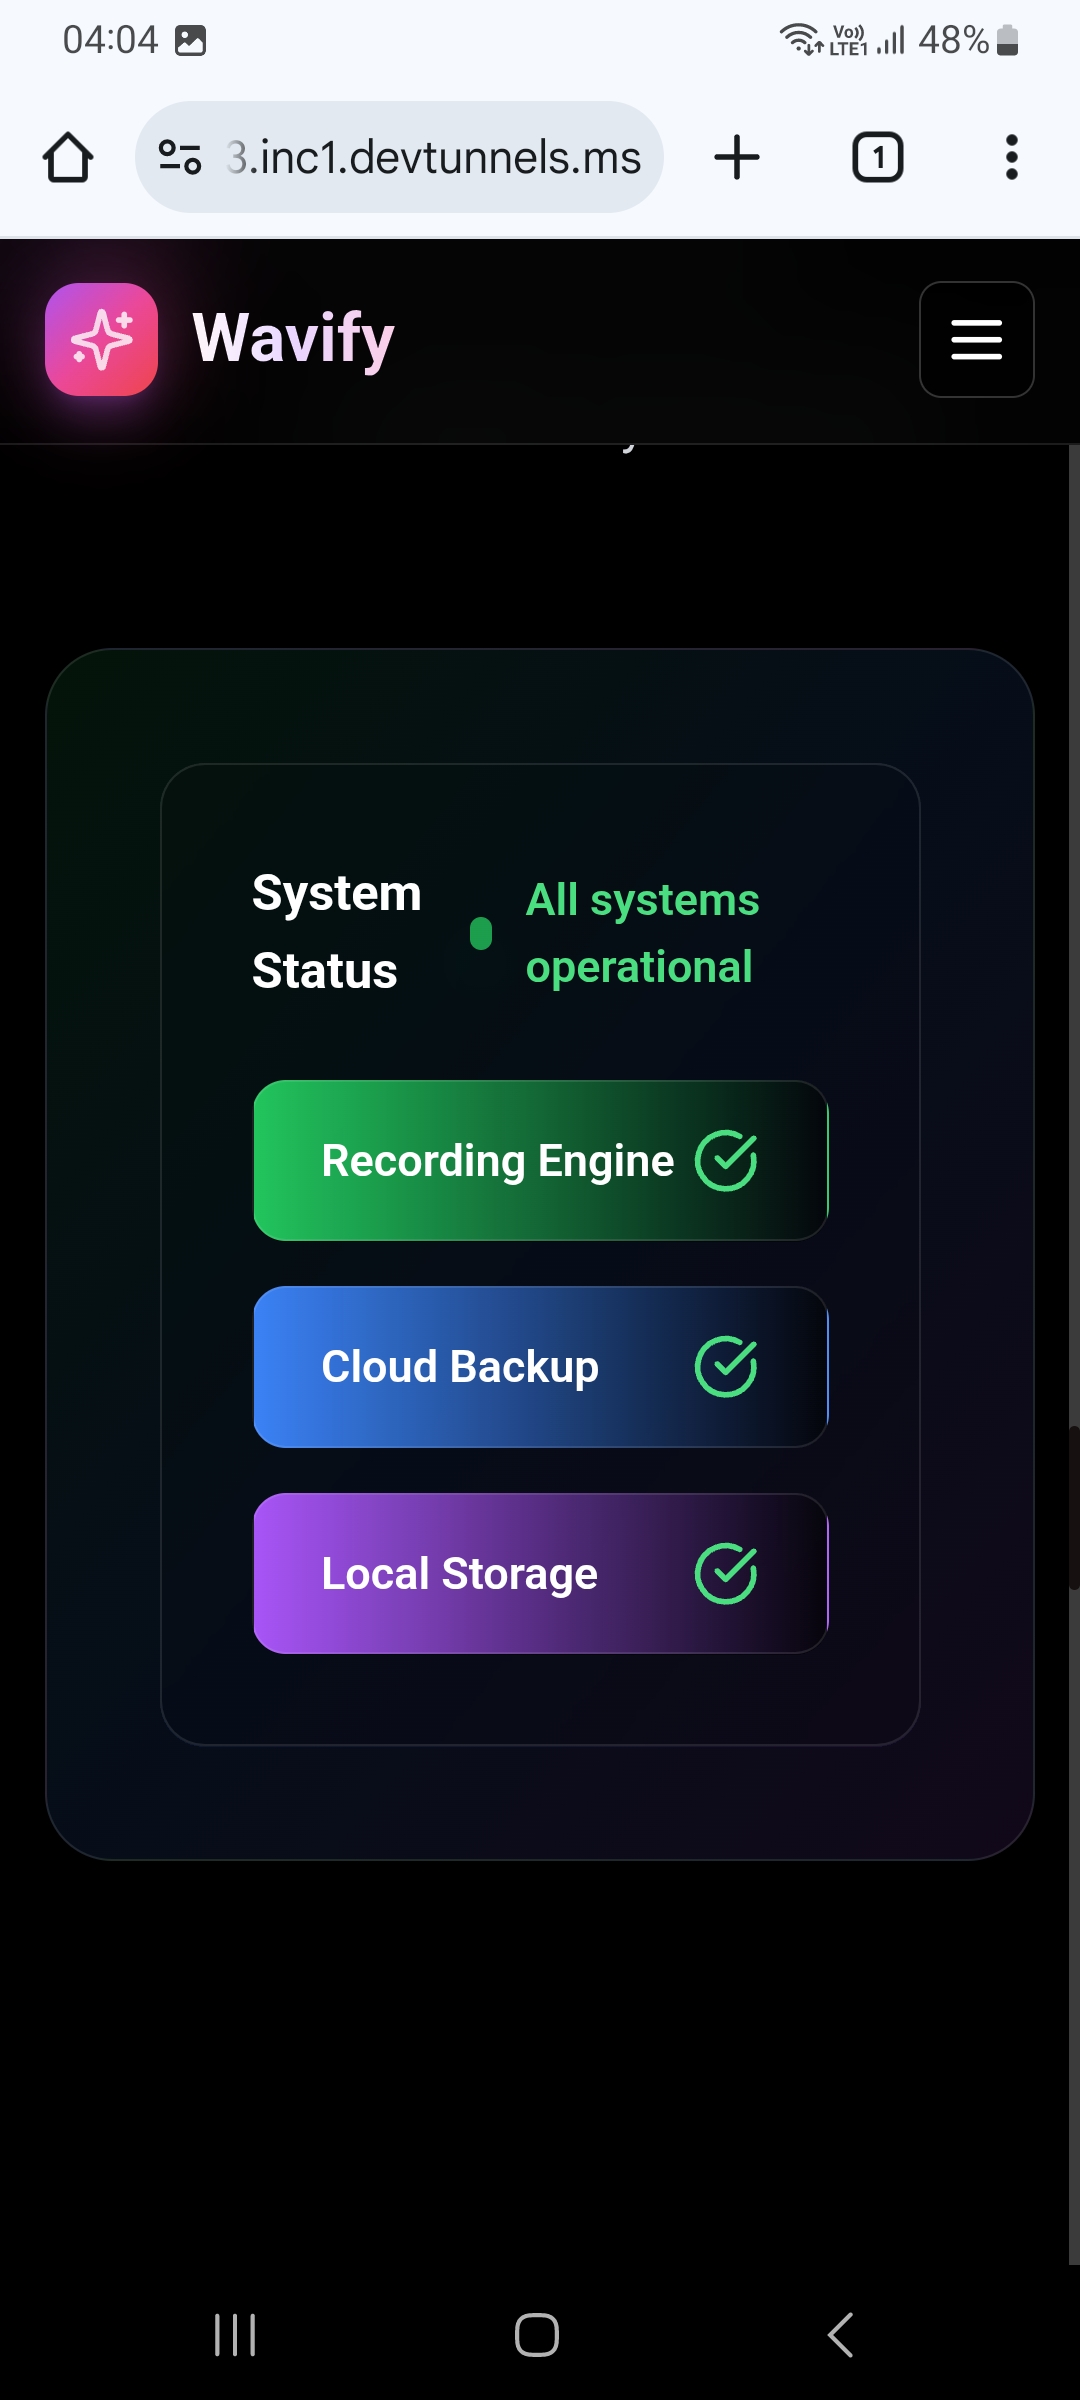 04:04
Vo)) LTE1 48%
3.inc1.devtunnels.ms
1
Wavify
System
Status
All systems
operational
Recording Engine
Cloud Backup
Local Storage